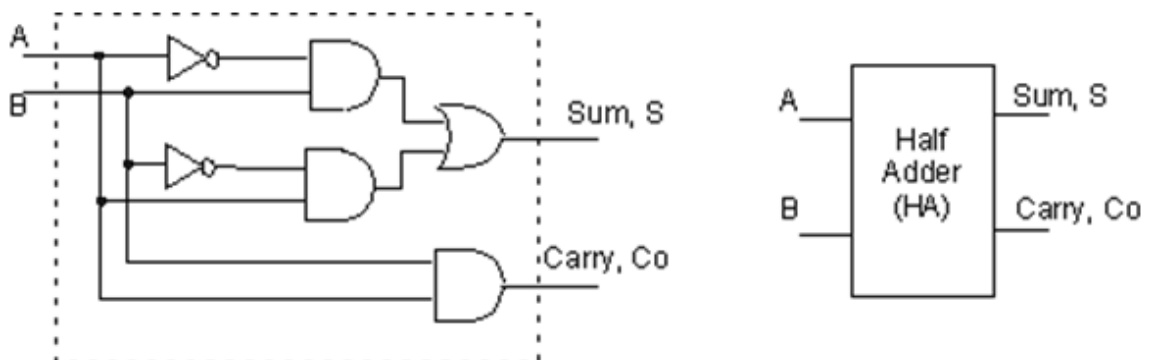 A
B
Sum, S
Carry, Co
A
B
Half
Adder
(HA)
Sum, S
Carry, Co